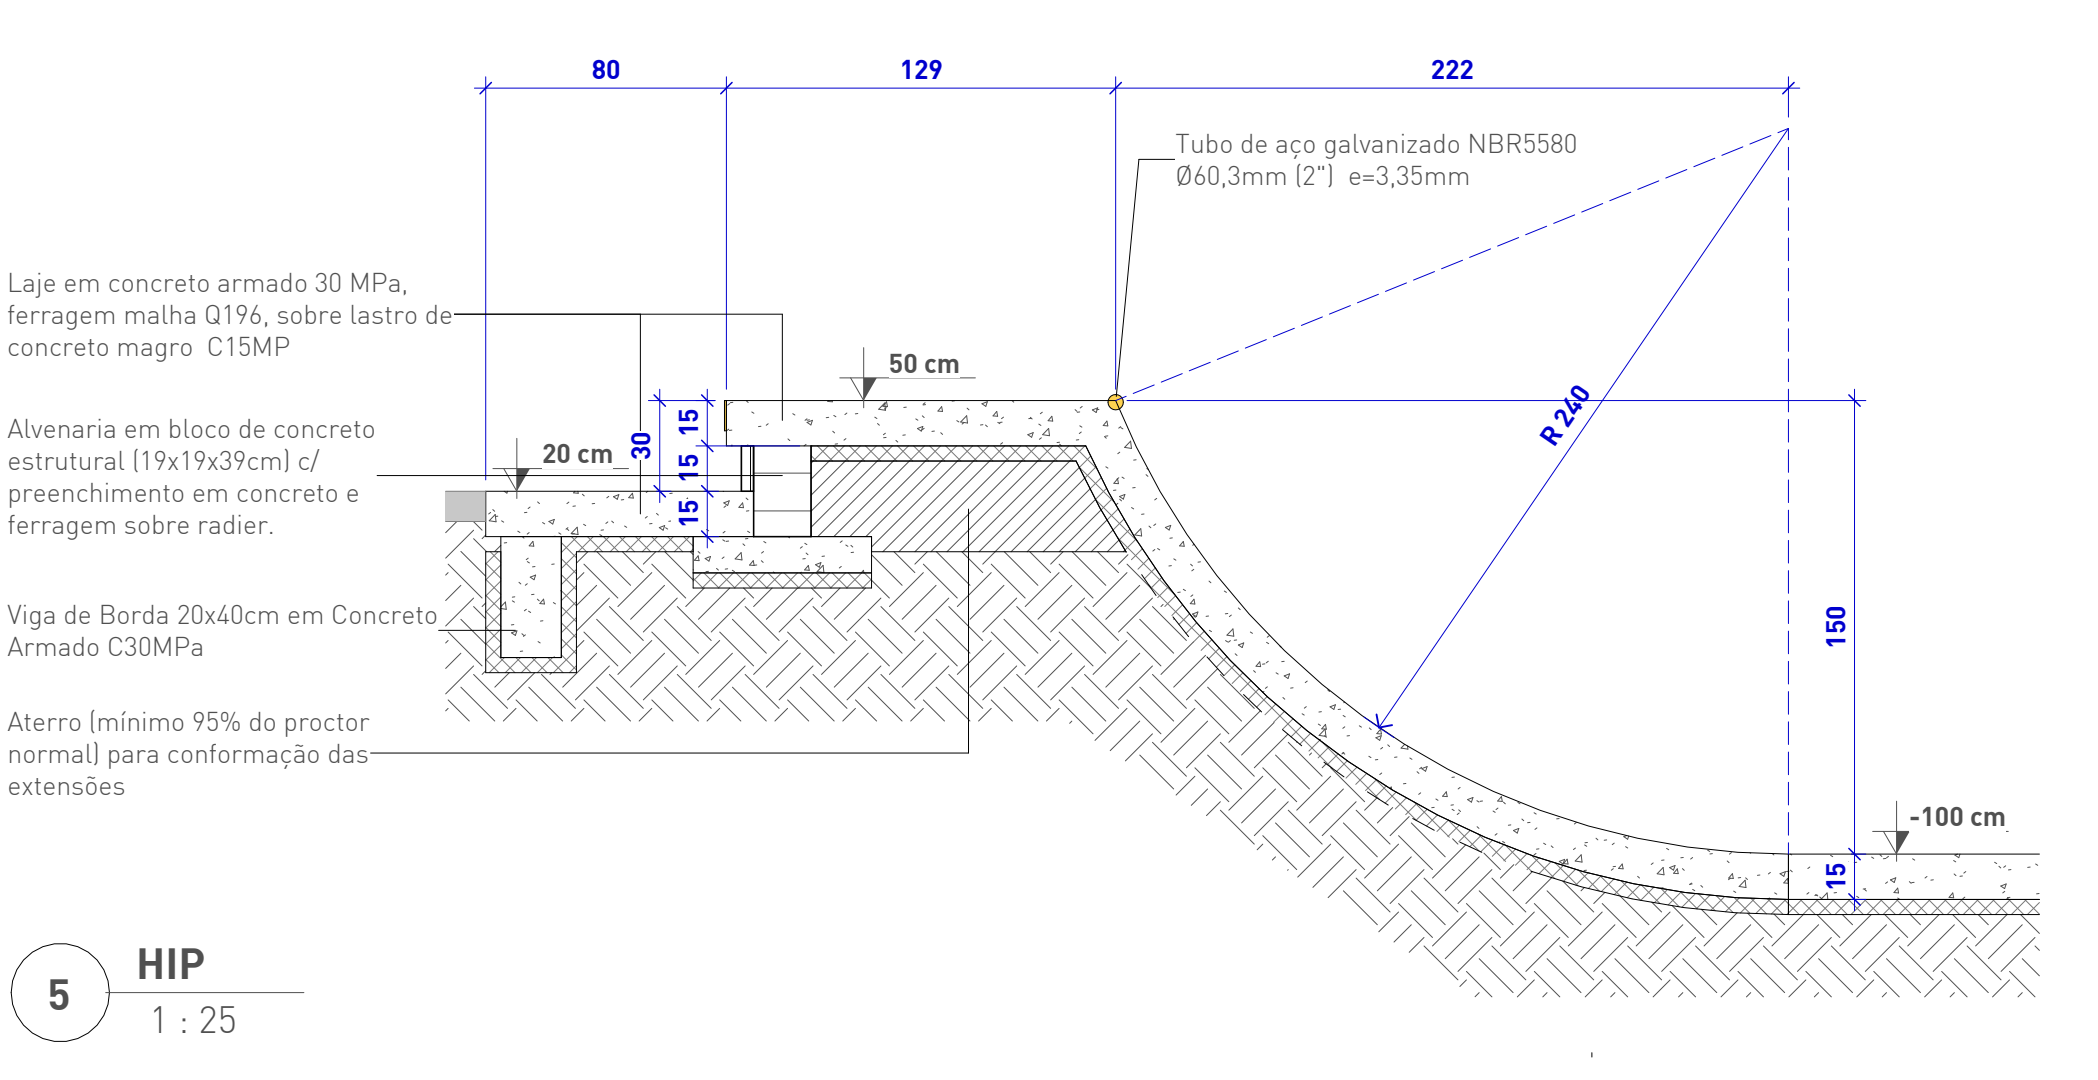 80
129
222
Tubo de aço galvanizado NBR5580
Ø60,3mm (2") e=3,35mm
Laje em concreto armado 30 MPa,
ferragem malha Q196, sobre lastro de
concreto magro C15MP
50 cm
R 240
Alvenaria em bloco de concreto
estrutural (19x19x39cm) c/
preenchimento em concreto e
ferragem sobre radier.
20 cm
30
15
15
15
Viga de Borda 20x40cm em Concreto
Armado C30MPa
150
Aterro (mínimo 95% do proctor
normal) para conformação das
extensões
-100 cm
15
5
HIP
1 : 25